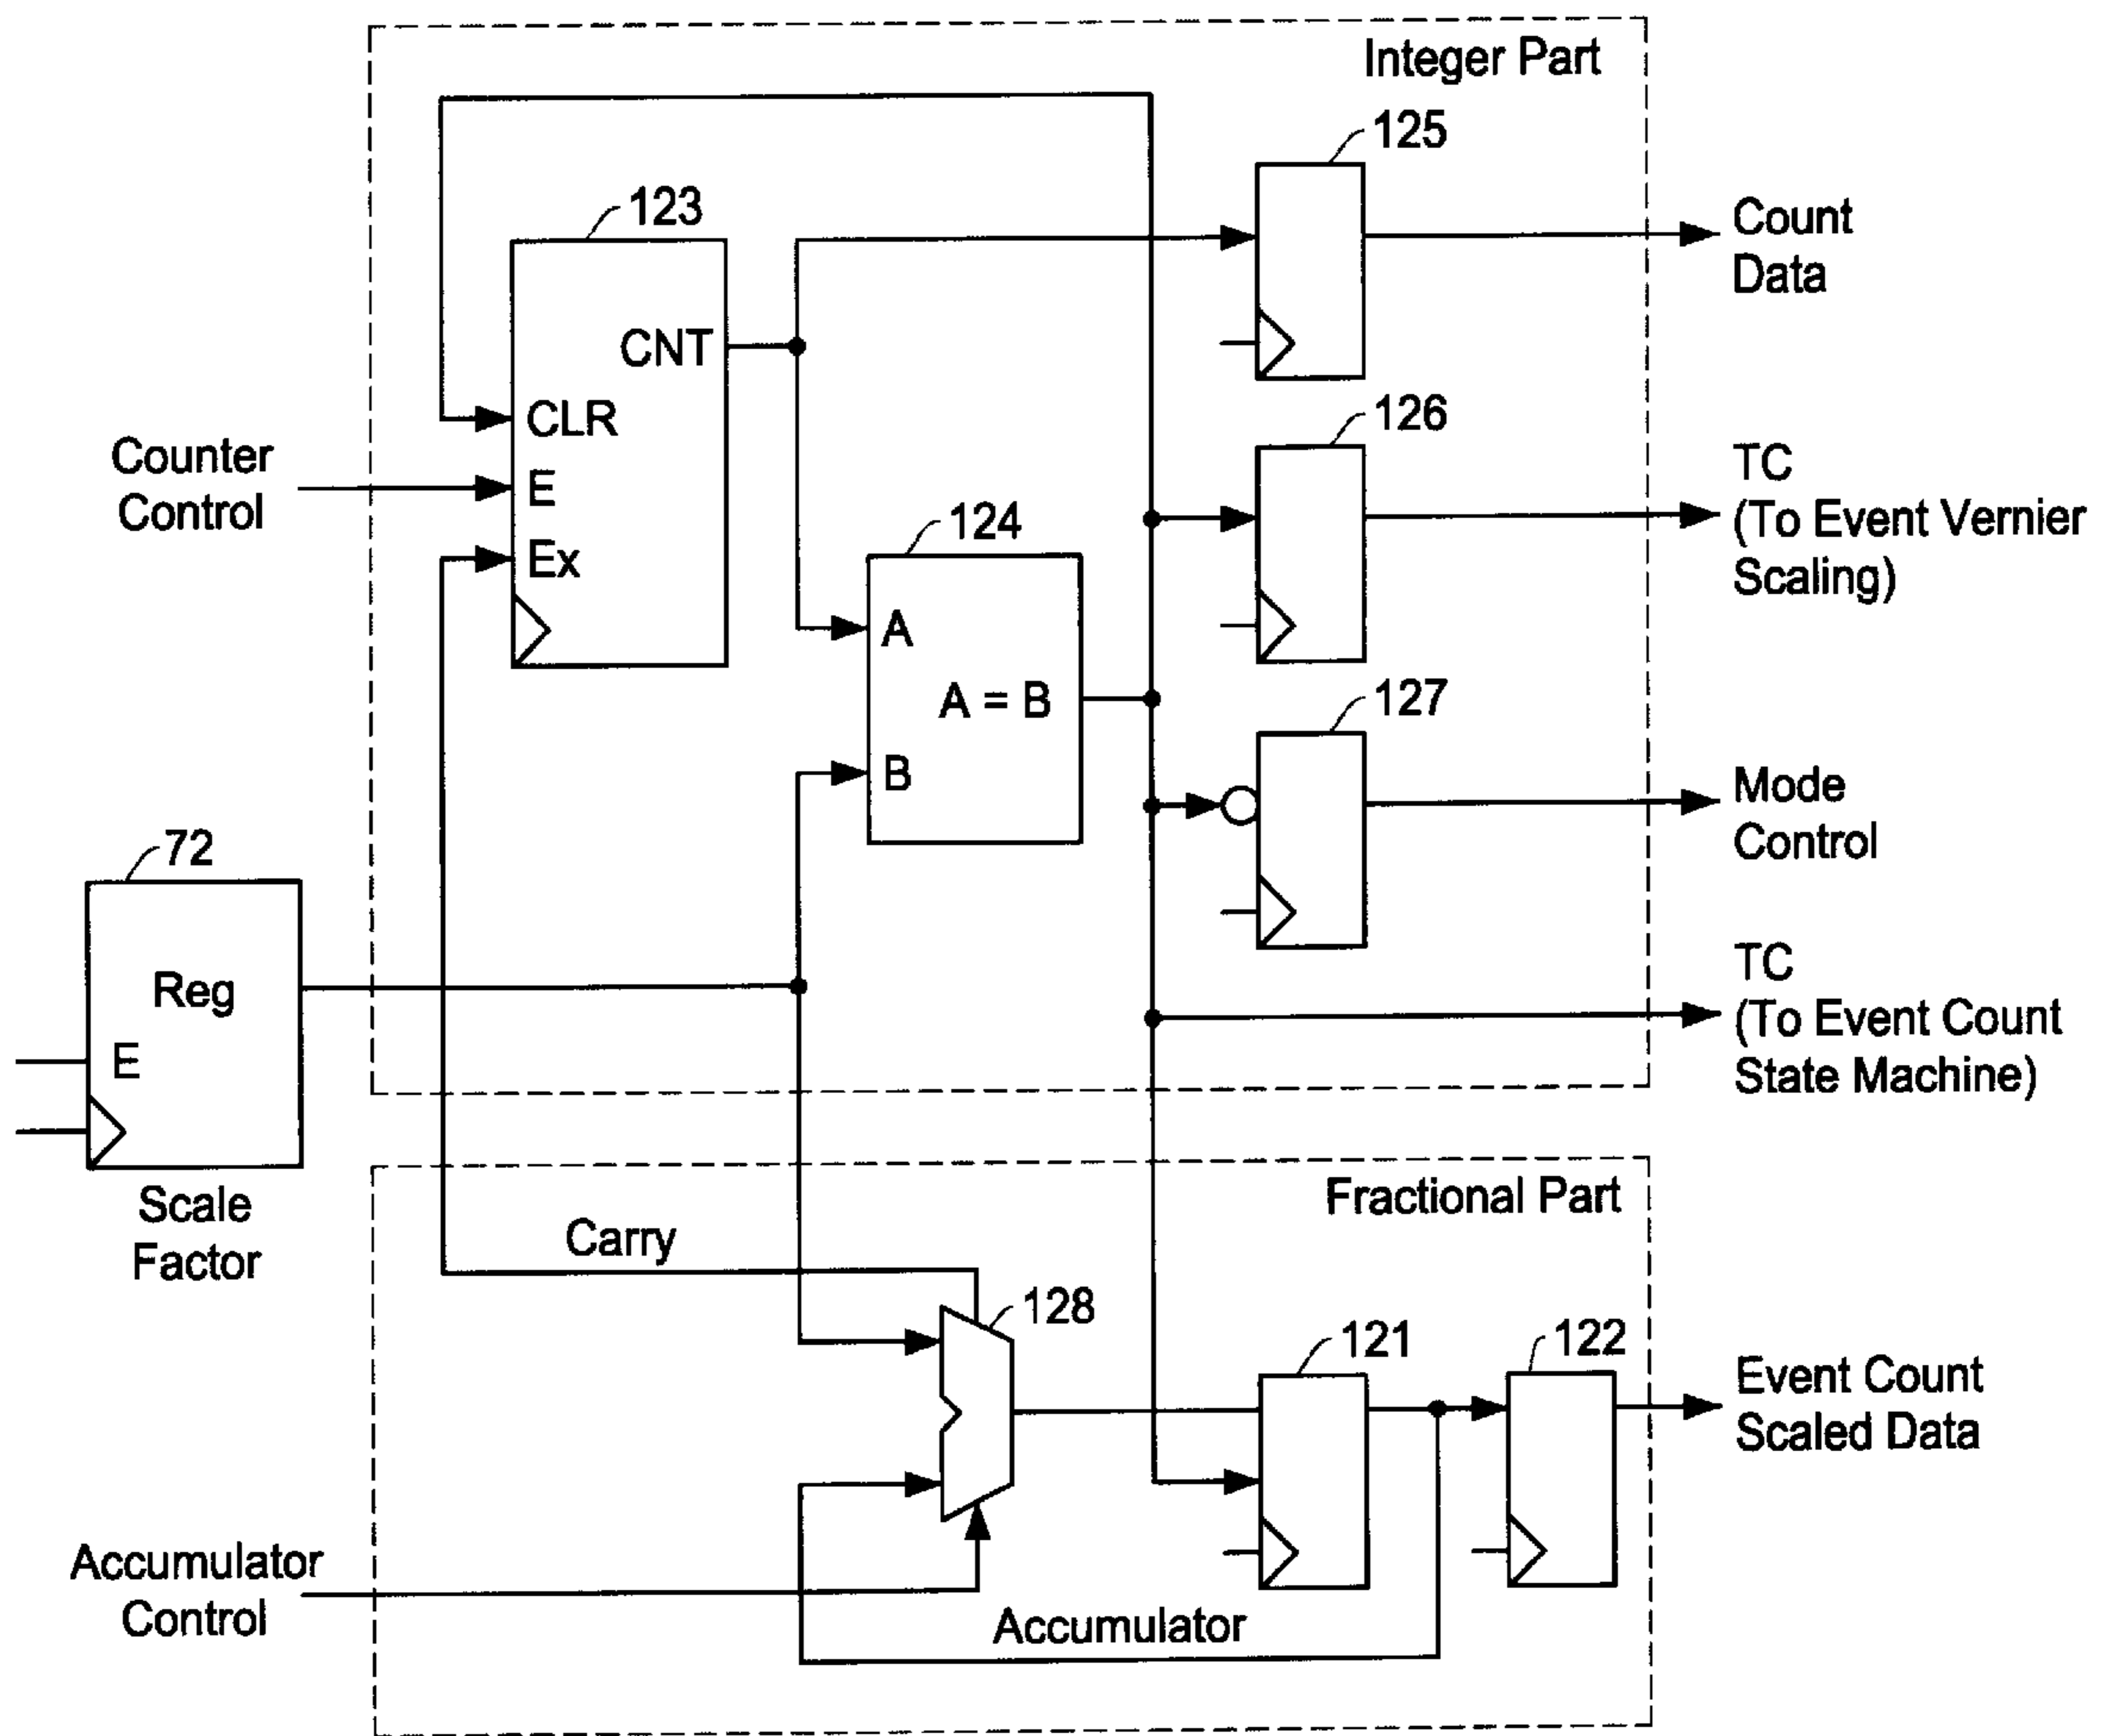 Integer Part
125
Count
Data
123
CNT
CLR
126
Counter
Control
E
TC
(To Event Vernier
Scaling)
124
Ex
A
A = B
127
B
Mode
Control
72
Reg
TC
(To Event Count
State Machine)
E
Fractional Part
Scale
Factor
Carry
128
121
122
Event Count
Scaled Data
Accumulator
Control
Accumulator